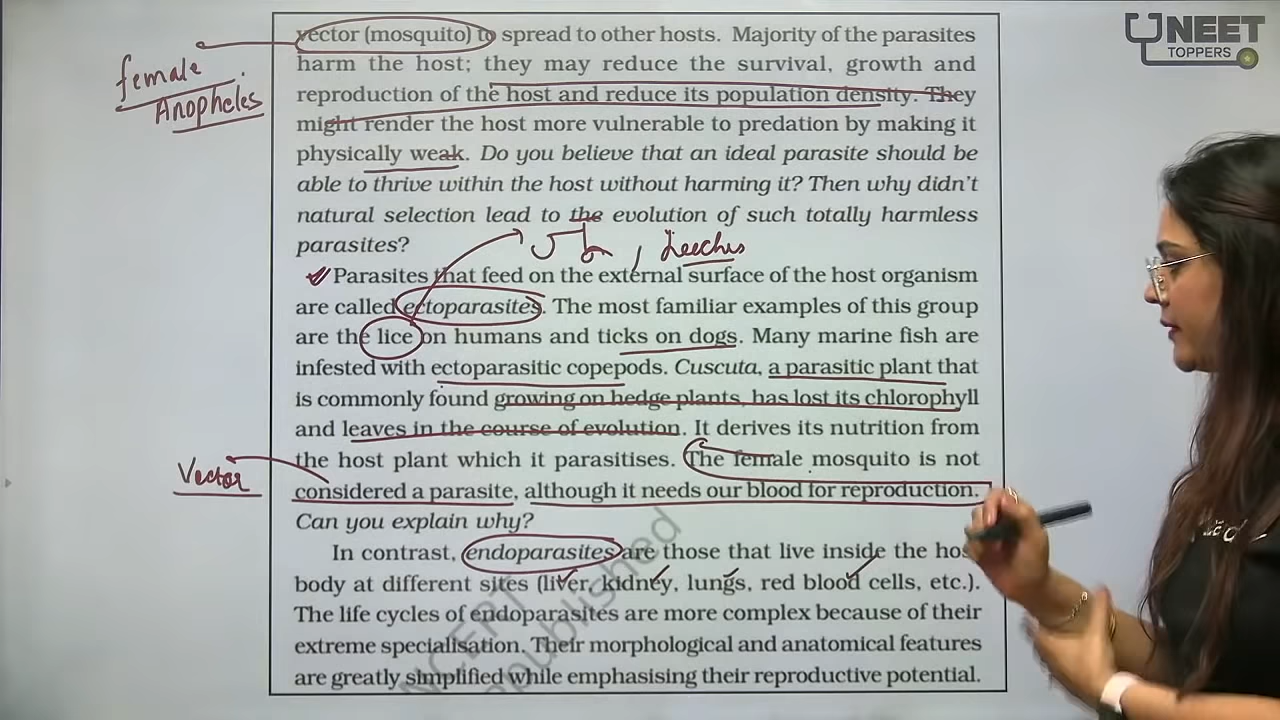 vector (mosquito) to spread to other hosts. Majority of the parasites
harm the host; they may reduce the survival, growth and
reproduction of the host and reduce its population density. They
might render the host more vulnerable to predation by making it
physically weak. Do you believe that an ideal parasite should be
able to thrive within the host without harming it? Then why didn't
natural selection lead to the evolution of such totally harmless
parasites?
Parasites that feed on the external surface of the host organism
are called ectoparasites. The most familiar examples of this group
are the lice on humans and ticks on dogs. Many marine fish are
infested with ectoparasitic copepods. Cuscuta, a parasitic plant that
is commonly found growing on hedge plants, has lost its chlorophyll
and leaves in the course of evolution. It derives its nutrition from
the host plant which it parasitises. The female mosquito is not
considered a parasite, although it needs our blood for reproduction.
Can you explain why?
In contrast, endoparasites are those that live inside the hos
body at different sites (liver, kidney, lungs, red blood cells, etc.).
The life cycles of endoparasites are more complex because of their
extreme specialisation. Their morphological and anatomical features
are greatly simplified while emphasising their reproductive potential.
female
Anopheles
, Leeches
Vector
NEET
TOPPERS
NCERT
published